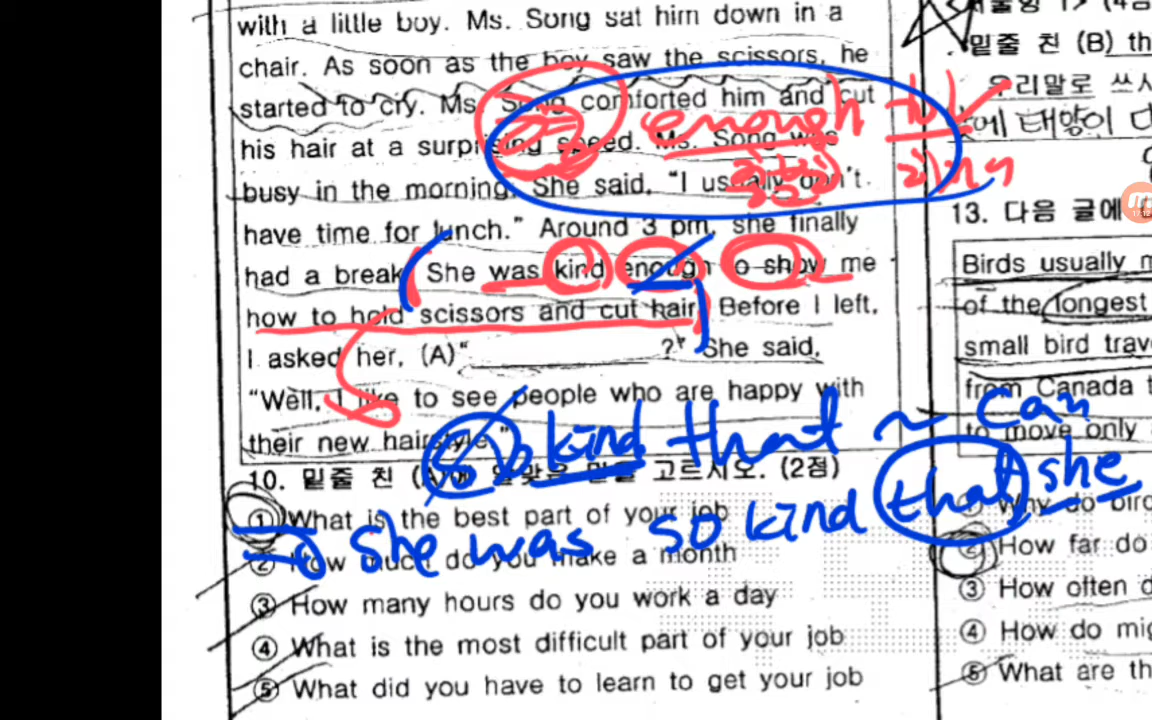 with a little boy. Ms. Song sat him down in a
chair. As soon as the boy saw the scissors, he
started to cry. Ms. Song comforted him and cut
his hair at a surprising speed. Ms. Song was
busy in the morning. She said, "I usually don't
have time for lunch." Around 3 pm, she finally
had a break. She was kind enough to show me
how to hold scissors and cut hair. Before I left,
I asked her, (A)" ?" She said,
"Well, I like to see people who are happy with
their new hairstyle."
enough
so kind that ~ can
10. 밑줄 친 (A)에 알맞은 말을 고르시오. (2점)
① What is the best part of your job
② How much do you make a month
③ How many hours do you work a day
④ What is the most difficult part of your job
⑤ What did you have to learn to get your job
→ she was so kind that she
밑줄 친 (B) th
우리말로 쓰시
에 태양이
13. 다음 글에
Birds usually m
of the longest
small bird trav
from Canada t
to move only
① Why do bird
② How far do
③ How often d
④ How do mig
⑤ What are th